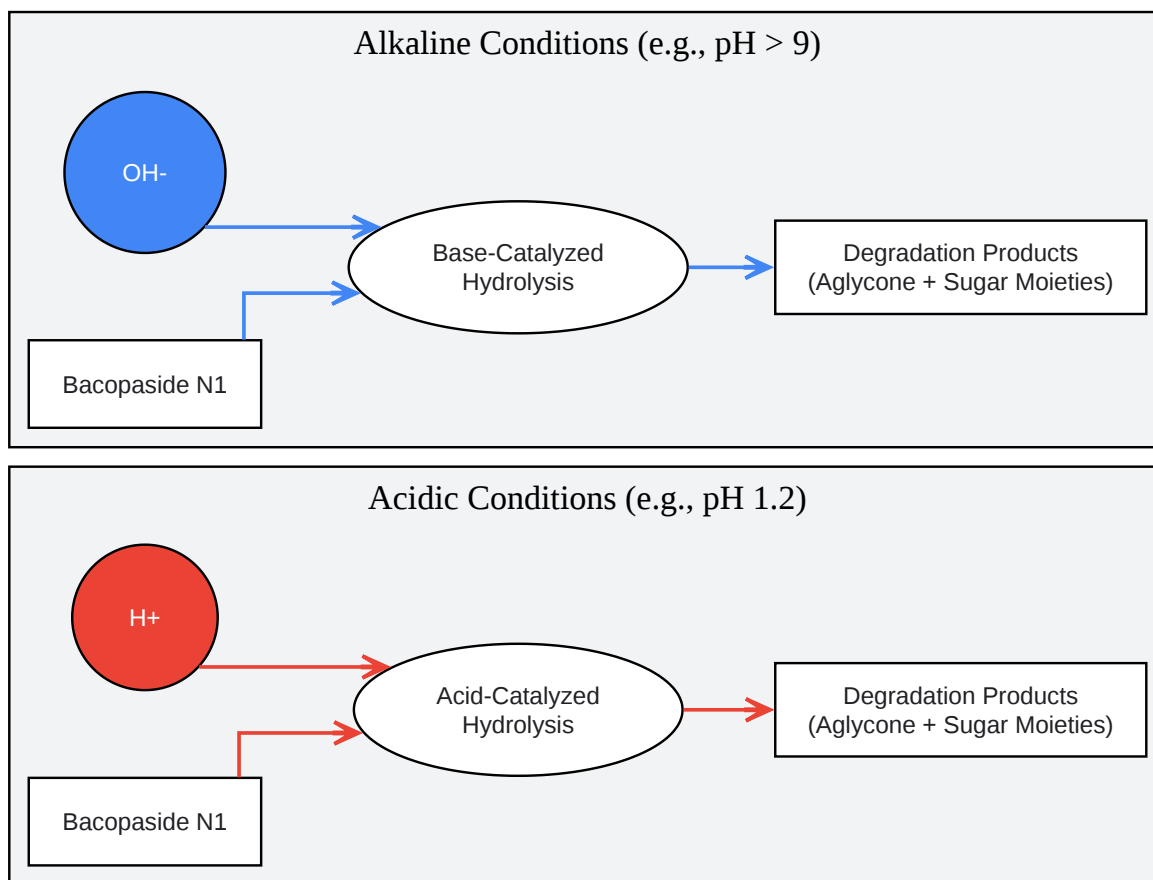 Alkaline Conditions (e.g., pH > 9)
OH-
Base-Catalyzed
Hydrolysis
Degradation Products
(Aglycone + Sugar Moieties)
Bacopaside N1
Acidic Conditions (e.g., pH 1.2)
H+
Acid-Catalyzed
Hydrolysis
Degradation Products
(Aglycone + Sugar Moieties)
Bacopaside N1